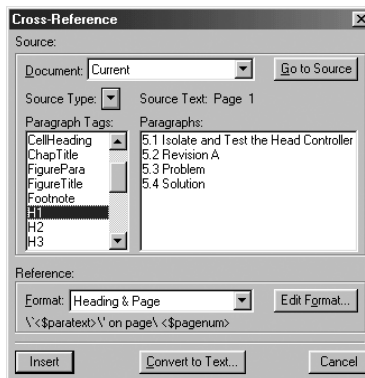 Cross-Reference
Source:
Document: Current
Go to Source
Source Type:
Source Text: Page 1
Paragraph Tags:
Paragraphs:
CellHeading
ChapTitle
FigurePara
FigureTitle
Footnote
H1
H2
H3
5.1 Isolate and Test the Head Controller
5.2 Revision A
5.3 Problem
5.4 Solution
Reference:
Format: Heading & Page
Edit Format...
\`<$paratext>\' on page\ <$pagenum>
Insert
Convert to Text...
Cancel